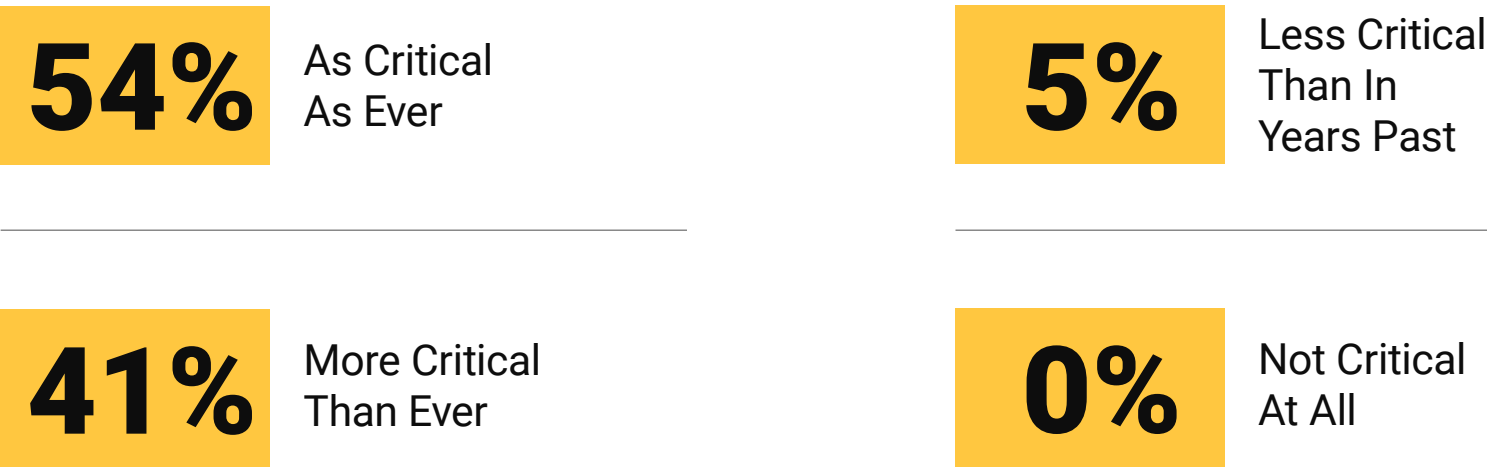 54%
As Critical
As Ever
5%
Less Critical
Than In
Years Past
41%
More Critical
Than Ever
0%
Not Critical
At All